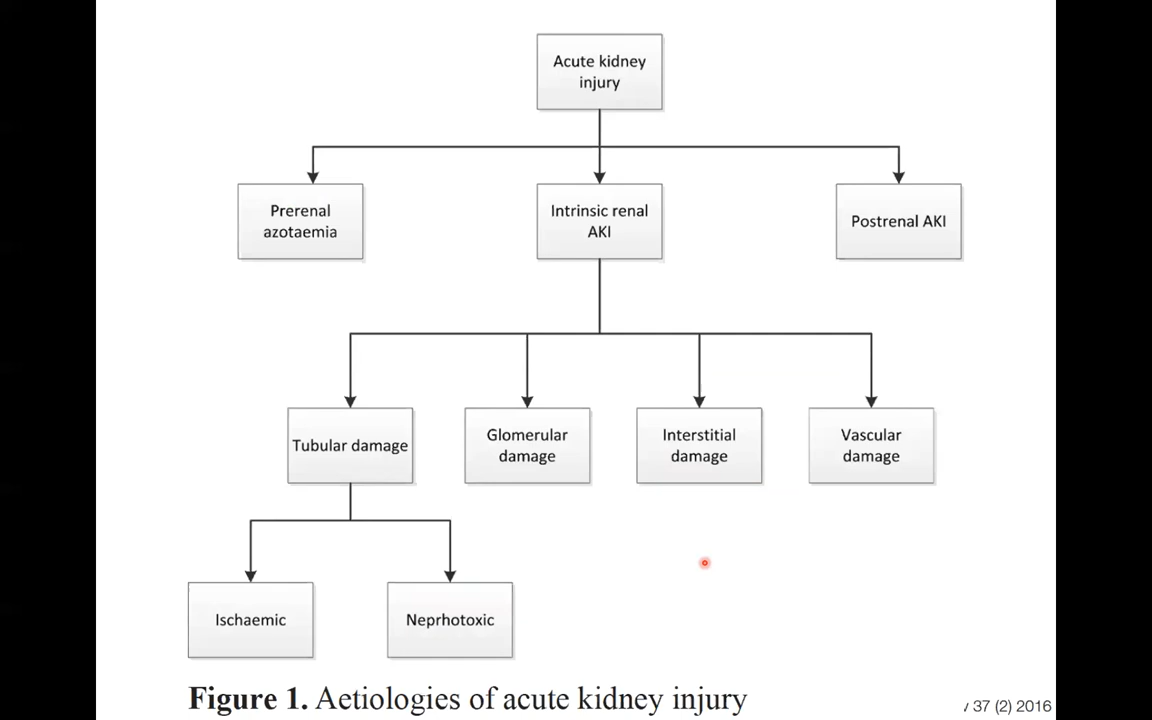 Acute kidney
injury
Prerenal
azotaemia
Intrinsic renal
AKI
Postrenal AKI
Tubular damage
Glomerular
damage
Interstitial
damage
Vascular
damage
Ischaemic
Neprhotoxic
Figure 1. Aetiologies of acute kidney injury
37 (2) 2016